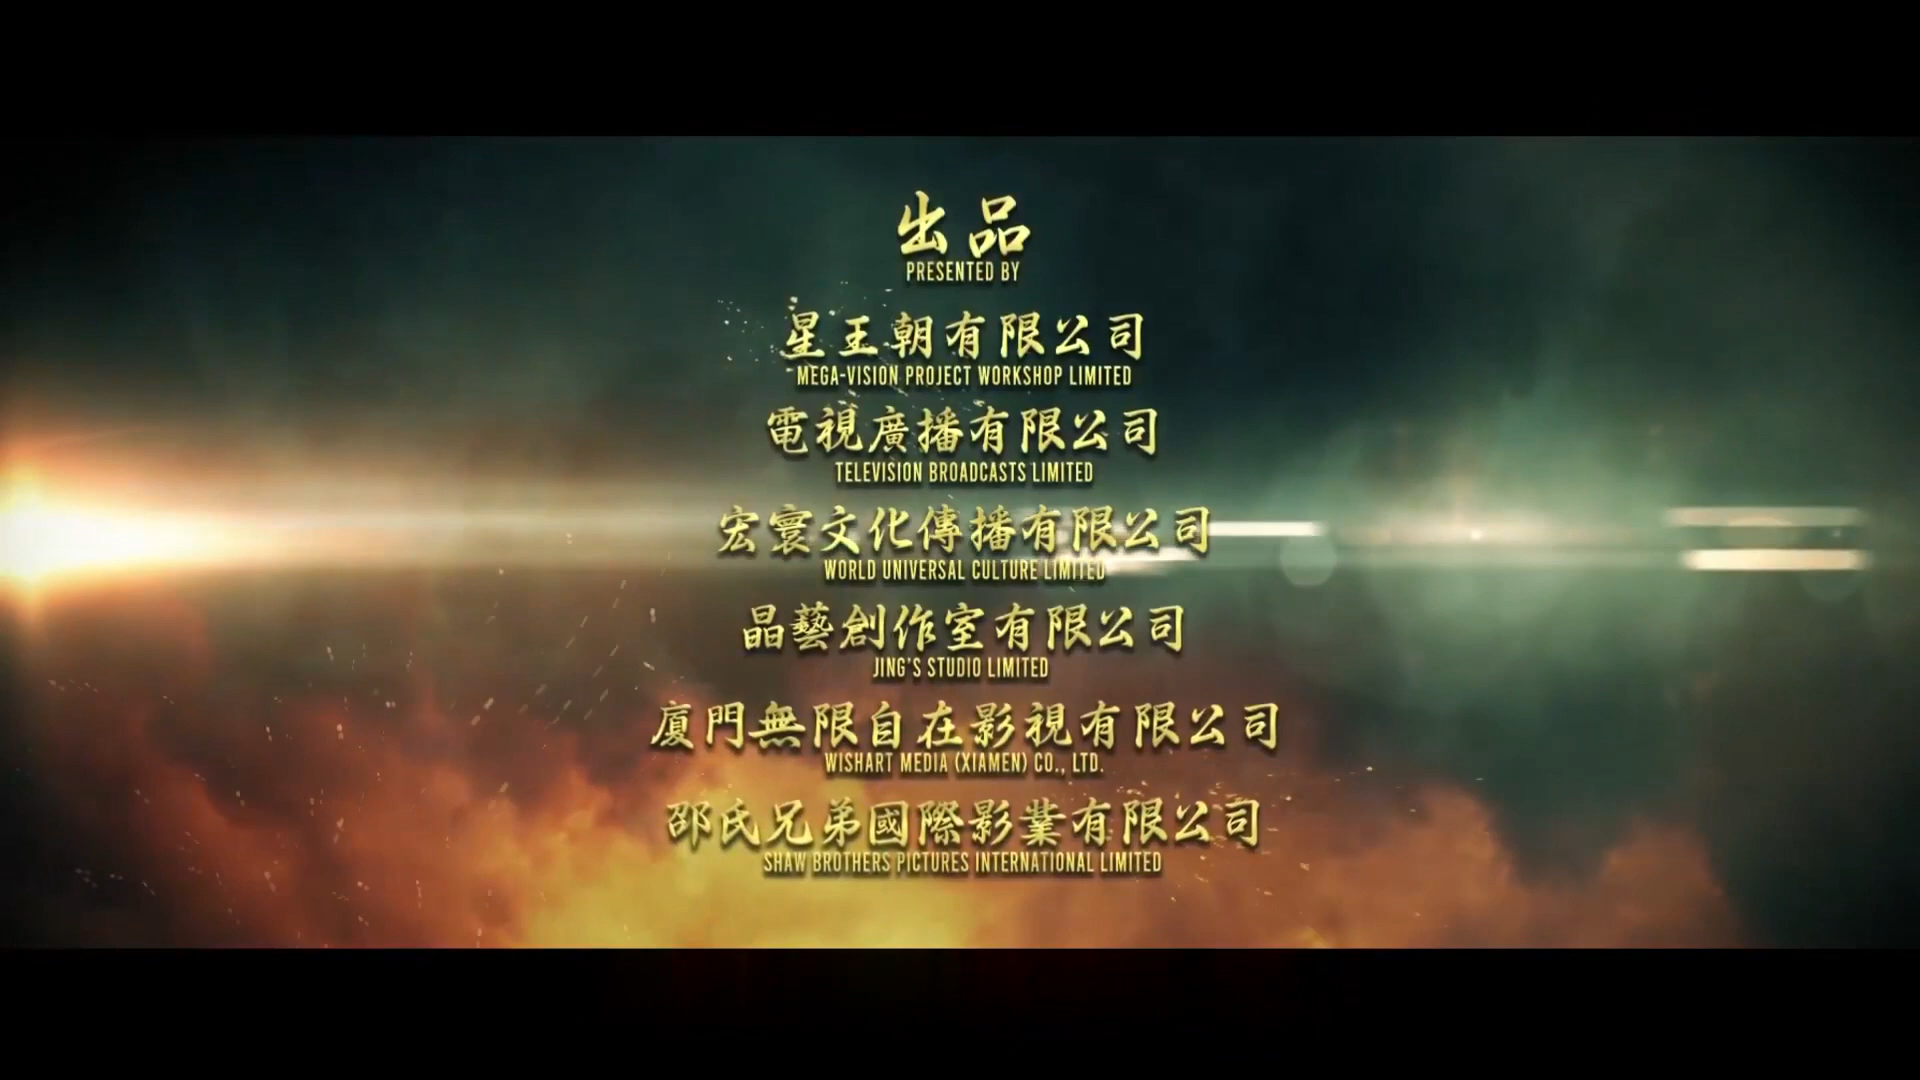 出品
PRESENTED BY
星王朝有限公司
MEGA-VISION PROJECT WORKSHOP LIMITED
電視廣播有限公司
TELEVISION BROADCASTS LIMITED
宏寰文化傳播有限公司
WORLD UNIVERSAL CULTURE LIMITED
晶藝創作室有限公司
JING'S STUDIO LIMITED
廈門無限自在影視有限公司
WISHART MEDIA (XIAMEN) CO., LTD.
邵氏兄弟國際影業有限公司
SHAW BROTHERS PICTURES INTERNATIONAL LIMITED